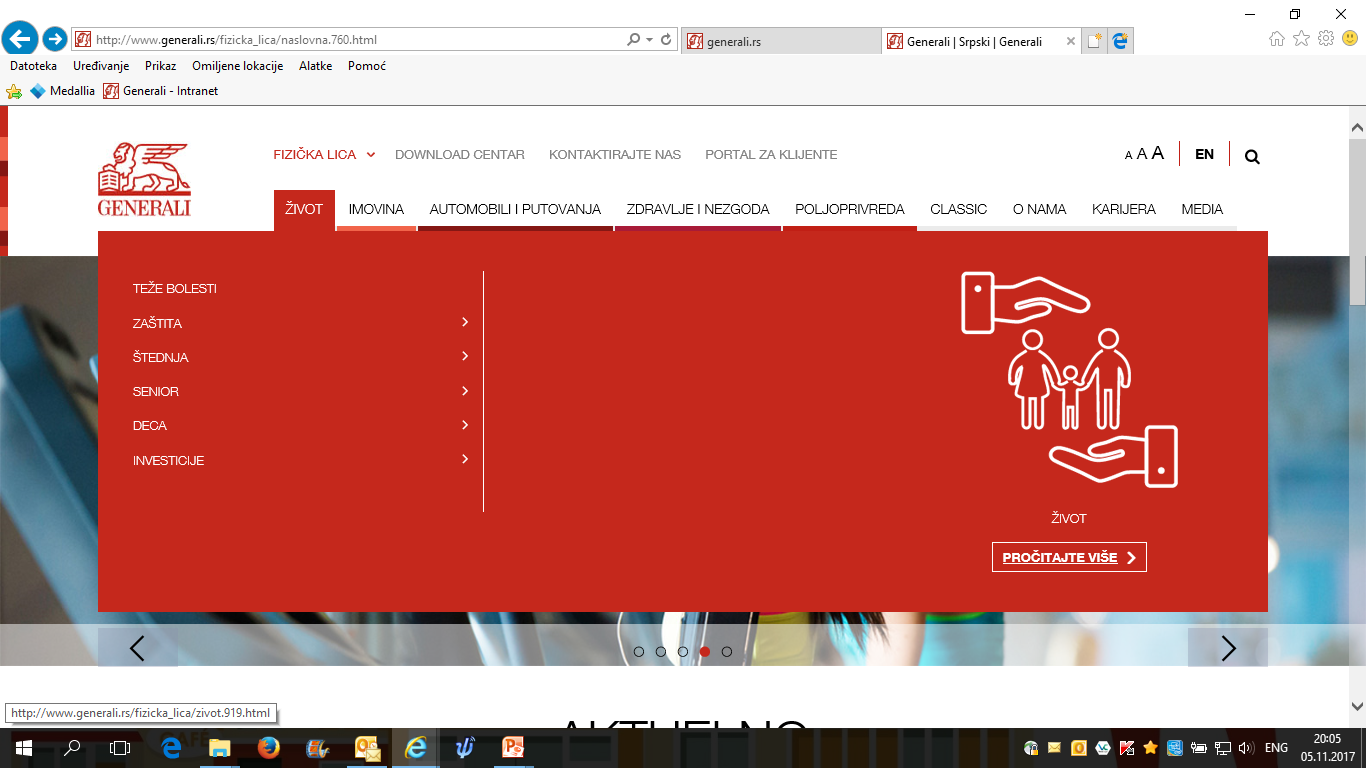 http://www.generali.rs/fizicka_lica/naslovna.760.html
generali.rs
Generali | Srpski | Generali
Datoteka Uređivanje Prikaz Omiljene lokacije Alatke Pomoć
Medallia Generali - Intranet
FIZIČKA LICA DOWNLOAD CENTAR KONTAKTIRAJTE NAS PORTAL ZA KLIJENTE A A A EN
GENERALI
ŽIVOT IMOVINA AUTOMOBILI I PUTOVANJA ZDRAVLJE I NEZGODA POLJOPRIVREDA CLASSIC O NAMA KARIJERA MEDIA
TEŽE BOLESTI
ZAŠTITA
ŠTEDNJA
SENIOR
DECA
INVESTICIJE
ŽIVOT
PROČITAJTE VIŠE
http://www.generali.rs/fizicka_lica/zivot.919.html
AKTUELNO
ENG
20:05
05.11.2017